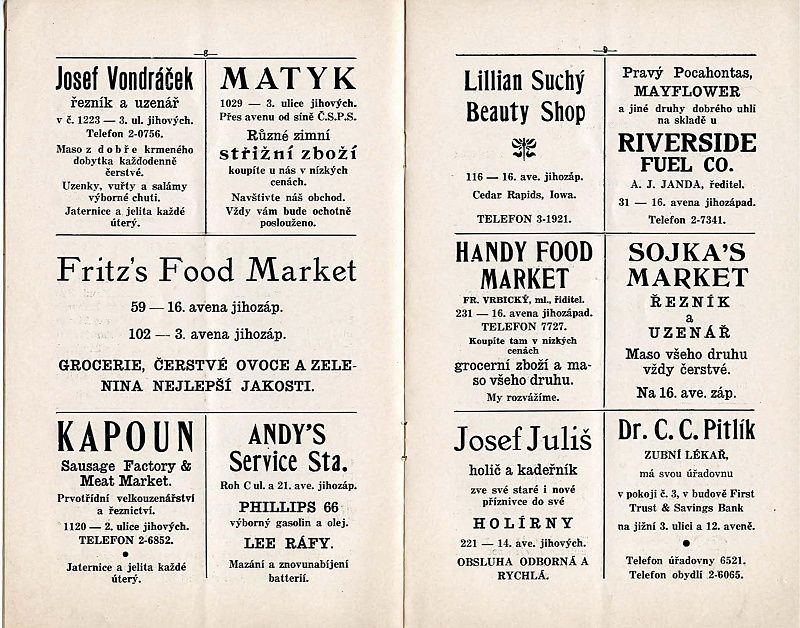 8
Josef Vondráček
řezník a uzenář
v č. 1223 — 3. ul. jihových.
Telefon 2-0756.
Maso z dobře krmeného
dobytka každodenně
čerstvé.
Uzenky, vuřty a salámy
výborné chuti.
Jaternice a jelita každé
úterý.
MATYK
1029 — 3. ulice jihových.
Přes avenu od síně Č.S.P.S.
Různé zimní
střižní zboží
koupíte u nás v nízkých
cenách.
Navštivte náš obchod.
Vždy vám bude ochotně
poslouženo.
Fritz's Food Market
59 — 16. avena jihozáp.
102 — 3. avena jihozáp.
GROCERIE, ČERSTVÉ OVOCE A ZELE-
NINA NEJLEPŠÍ JAKOSTI.
KAPOUN
Sausage Factory &
Meat Market.
Prvotřídní velkouzenářství
a řeznictví.
1120 — 2. ulice jihových.
TELEFON 2-6852.
Jaternice a jelita každé
úterý.
ANDY'S
Service Sta.
Roh C ul. a 21. ave. jihozáp.
PHILLIPS 66
výborný gasolin a olej.
LEE RÁFY.
Mazání a znovunabíjení
batterií.
9
Lillian Suchý
Beauty Shop
116 — 16. ave. jihozáp.
Cedar Rapids, Iowa.
TELEFON 3-1921.
Pravý Pocahontas,
MAYFLOWER
a jiné druhy dobrého uhlí
na skladě u
RIVERSIDE
FUEL CO.
A. J. JANDA, ředitel.
31 — 16. avena jihozápad.
Telefon 2-7341.
HANDY FOOD
MARKET
FR. VRBICKÝ, ml., řiditel.
231 — 16. avena jihozápad.
TELEFON 7727.
Koupíte tam v nízkých
cenách
grocerní zboží a ma-
so všeho druhu.
My rozvážíme.
SOJKA'S
MARKET
ŘEZNÍK
a
UZENÁŘ
Maso všeho druhu
vždy čerstvé.
Na 16. ave. záp.
Josef Juliš
holič a kadeřník
zve své staré i nové
příznivce do své
HOLÍRNY
221 — 14. ave. jihových.
OBSLUHA ODBORNÁ A
RYCHLÁ.
Dr. C. C. Pitlík
ZUBNÍ LÉKAŘ,
má svou úřadovnu
v pokoji č. 3, v budově First
Trust & Savings Bank
na jižní 3. ulici a 12. aveně.
Telefon úřadovny 6521.
Telefon obydlí 2-6065.